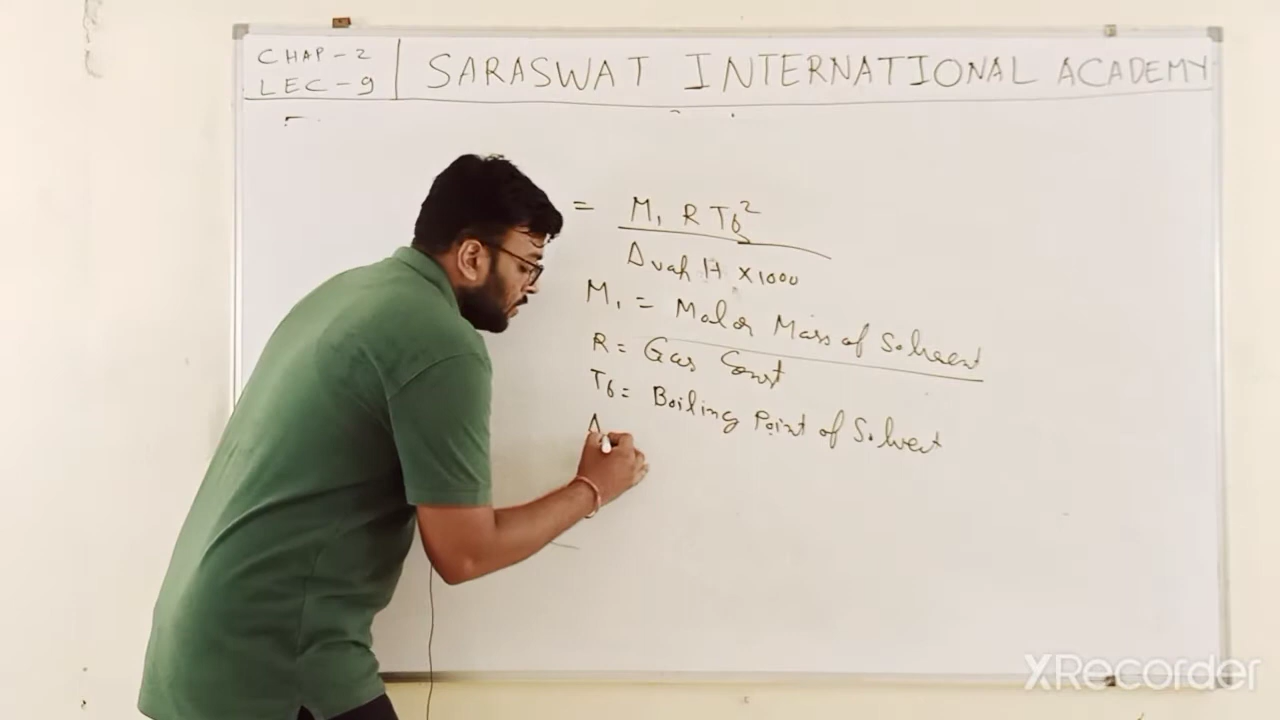 CHAP-2
LEC-9
SARASWAT INTERNATIONAL ACADEMY
= M₁ R Tb²
Δvap H X1000
M₁ = Molar Mass of Solvent
R = Gas Const
Tb = Boiling Point of Solvent
Δ
XRecorder